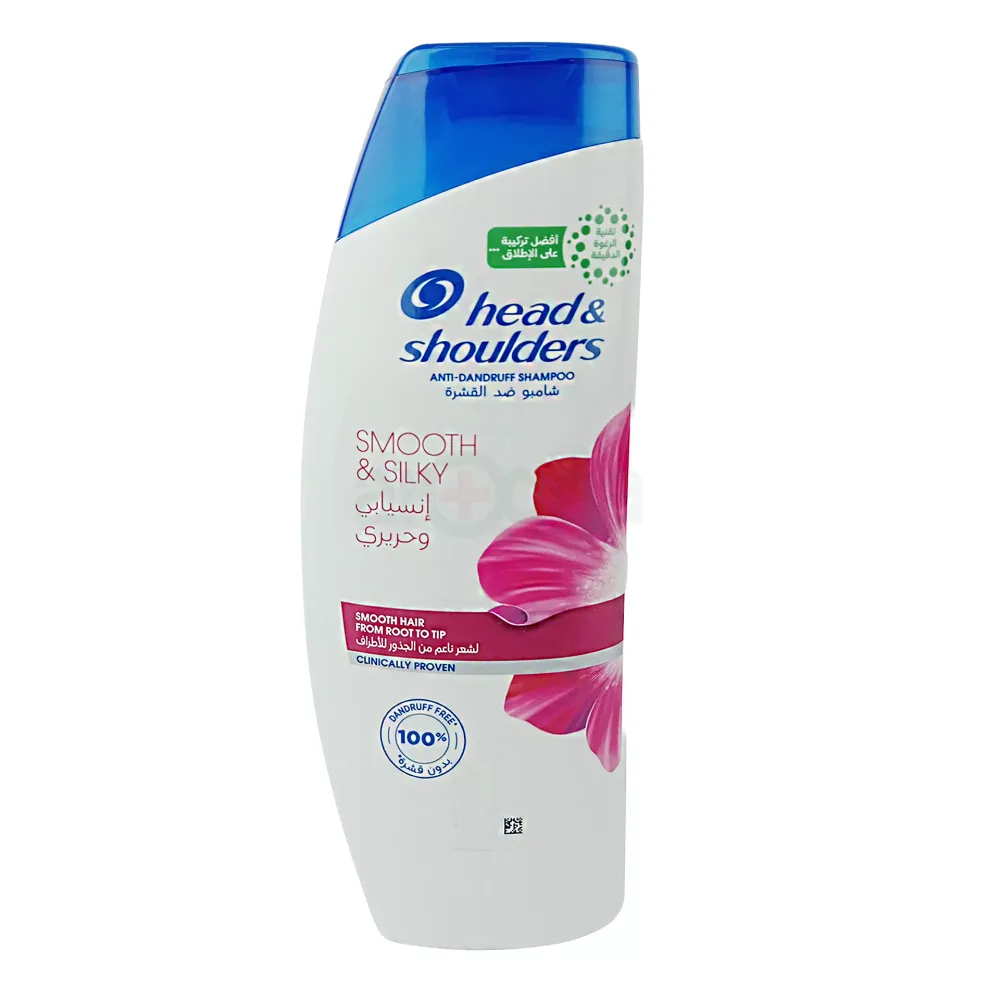 أفضل تركيبة
على الإطلاق ...
تقنية
الرغوة
الدقيقة
head &
shoulders
ANTI-DANDRUFF SHAMPOO
شامبو ضد القشرة
SMOOTH
& SILKY
إنسيابي
وحريري
SMOOTH HAIR
FROM ROOT TO TIP
لشعر ناعم من الجذور للأطراف
CLINICALLY PROVEN
DANDRUFF FREE*
100%
بدون قشرة*